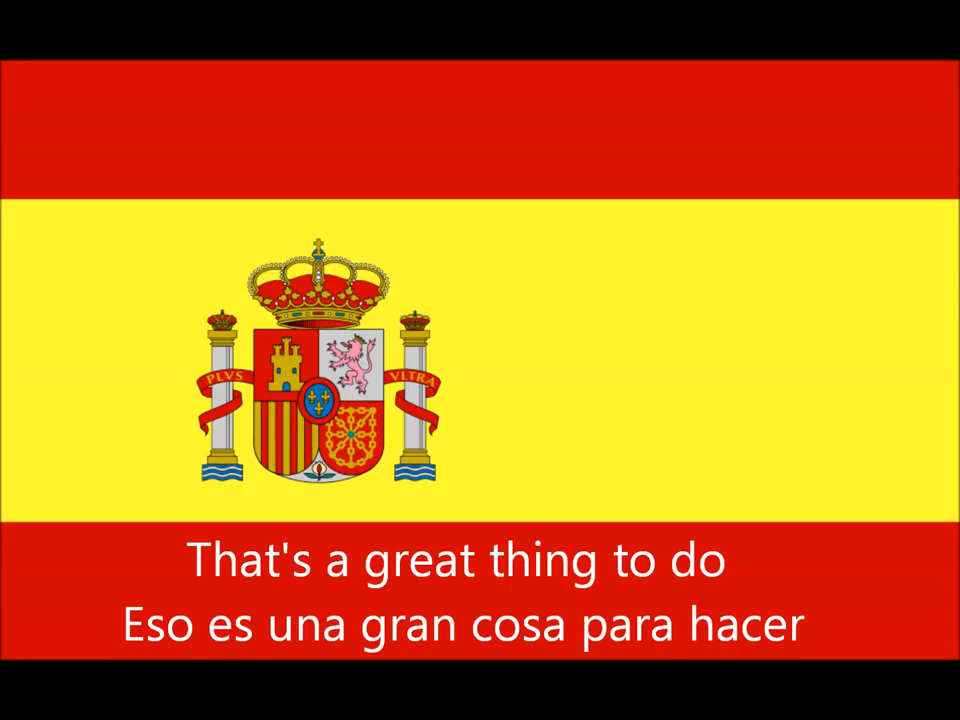 PLVS VLTRA
That's a great thing to do
Eso es una gran cosa para hacer